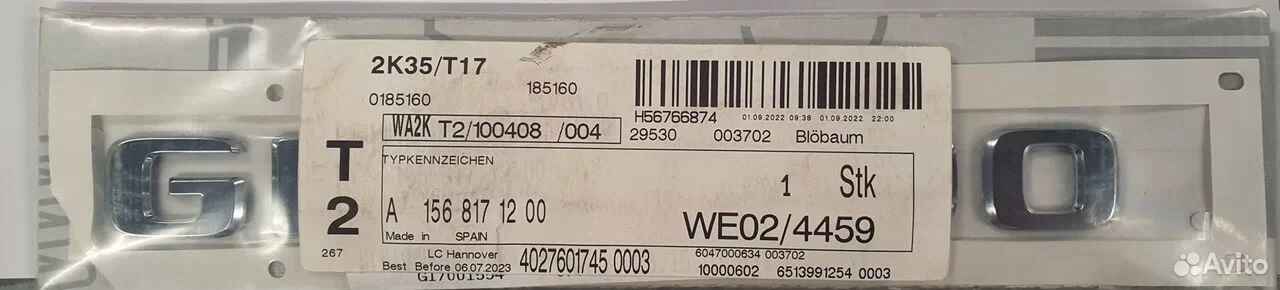 2K35/T17
0185160 185160
H56766874 01.09.2022 09:38 01.09.2022 22:00
WA2K T2/100408 /004 29530 003702 Blöbaum
T2
TYPKENNZEICHEN
1 Stk
A 156 817 12 00
WE02/4459
Made in SPAIN
267 LC Hannover 6047000634 003702
Best Before 06.07.2023 4027601745 0003 10000602 6513991254 0003
G
O
www
Avito